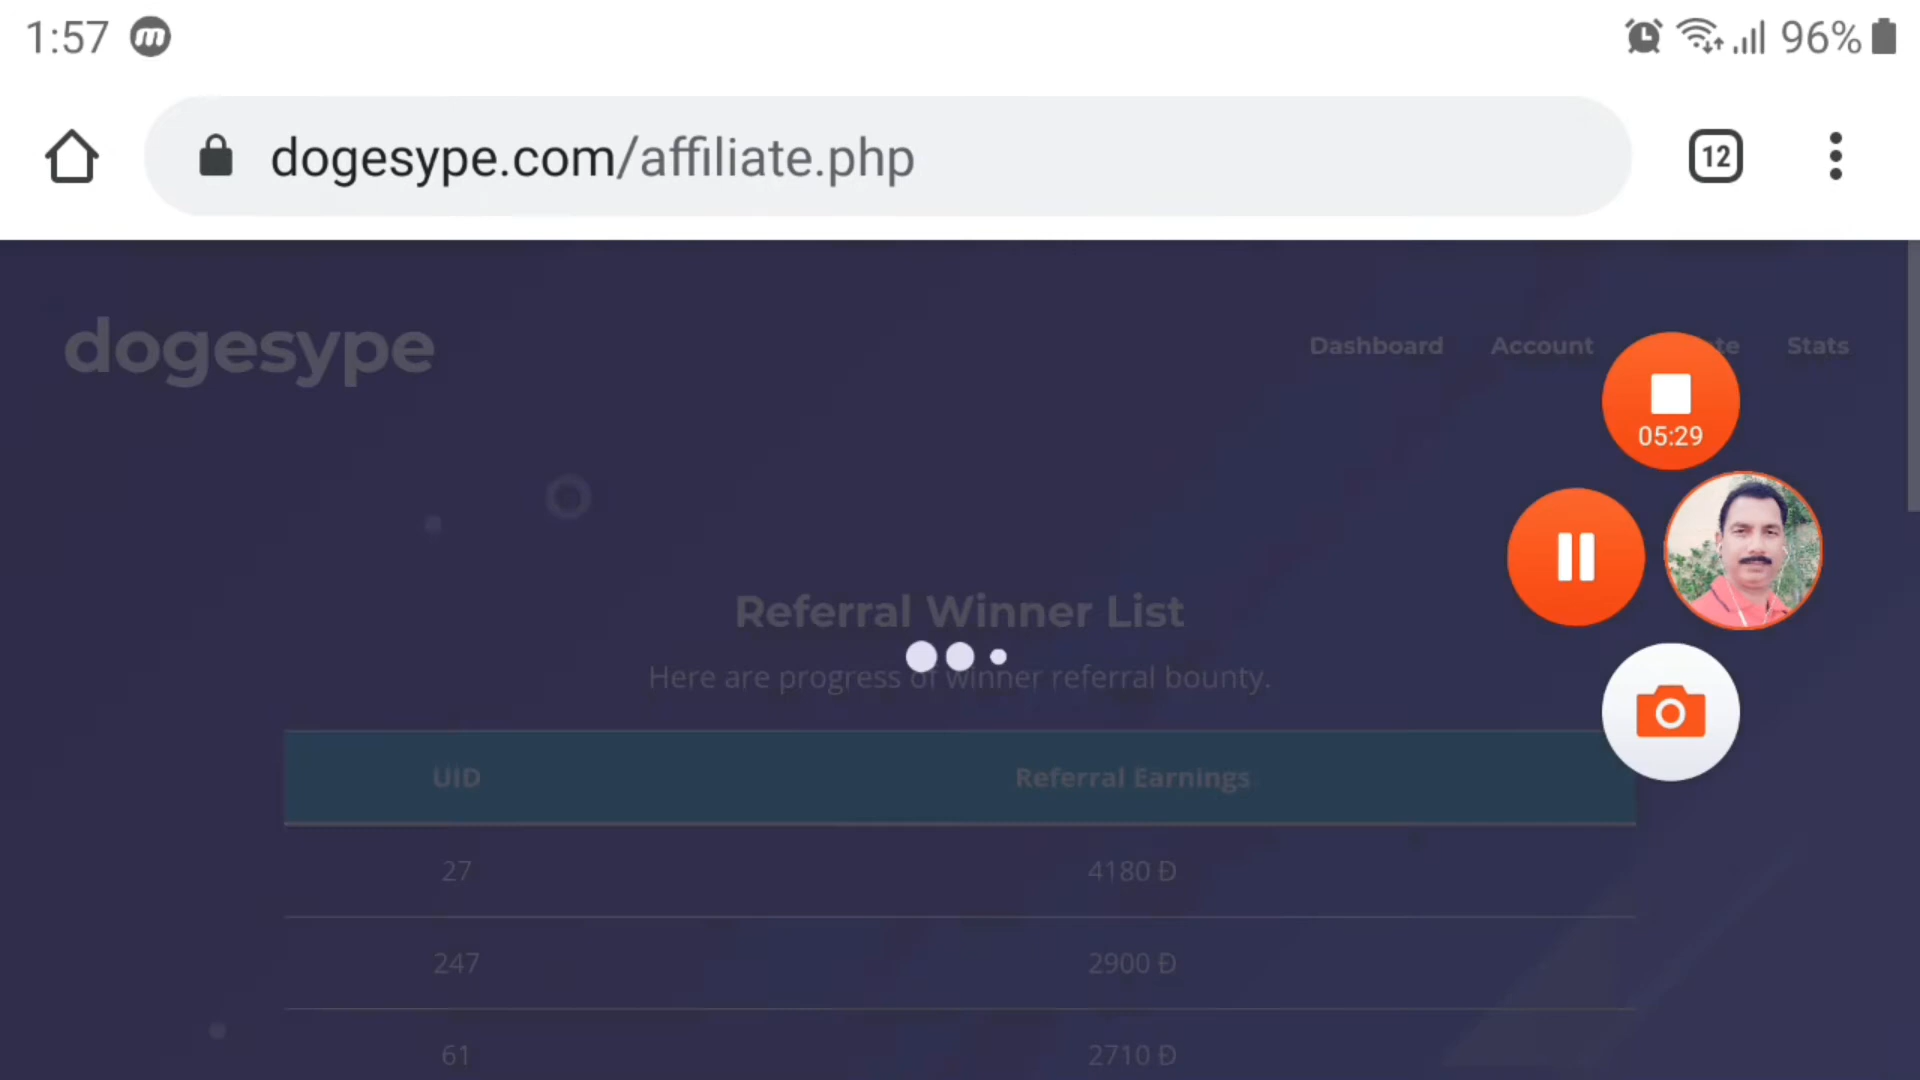 1:57 m 96%
dogesype.com/affiliate.php 12
dogesype Dashboard Account te Stats
05:29
Referral Winner List
Here are progress of winner referral bounty.
UID Referral Earnings
27 4180 Đ
247 2900 Đ
61 2710 Đ